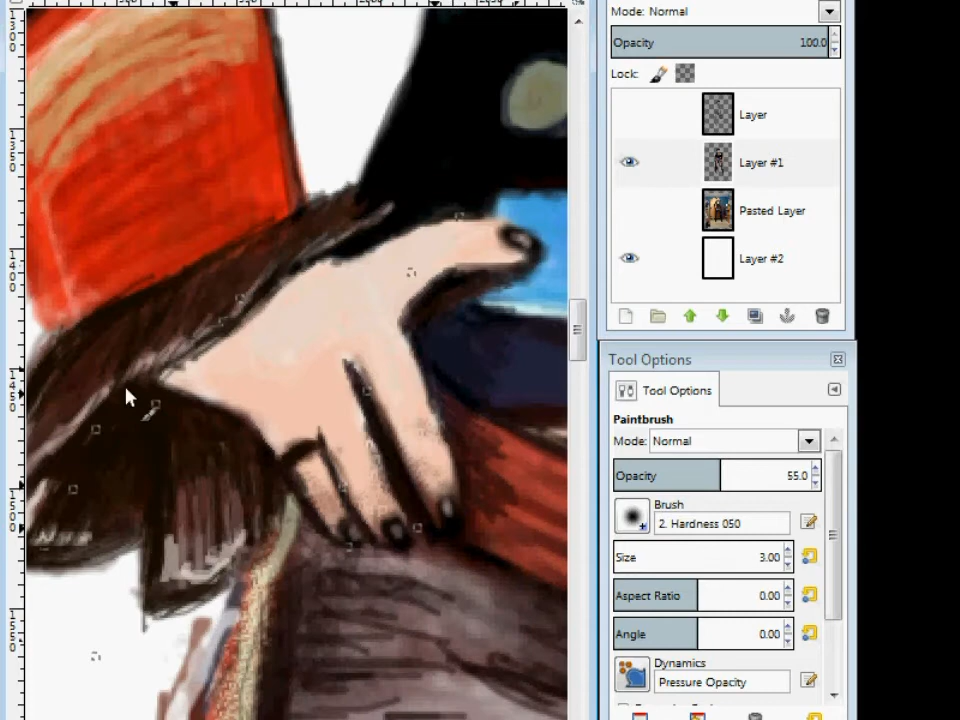 Mode: Normal
Opacity 100.0
Lock:
Layer
Layer #1
Pasted Layer
Layer #2
Tool Options
Tool Options
Paintbrush
Mode: Normal
Opacity 55.0
Brush
2. Hardness 050
Size 3.00
Aspect Ratio 0.00
Angle 0.00
Dynamics
Pressure Opacity